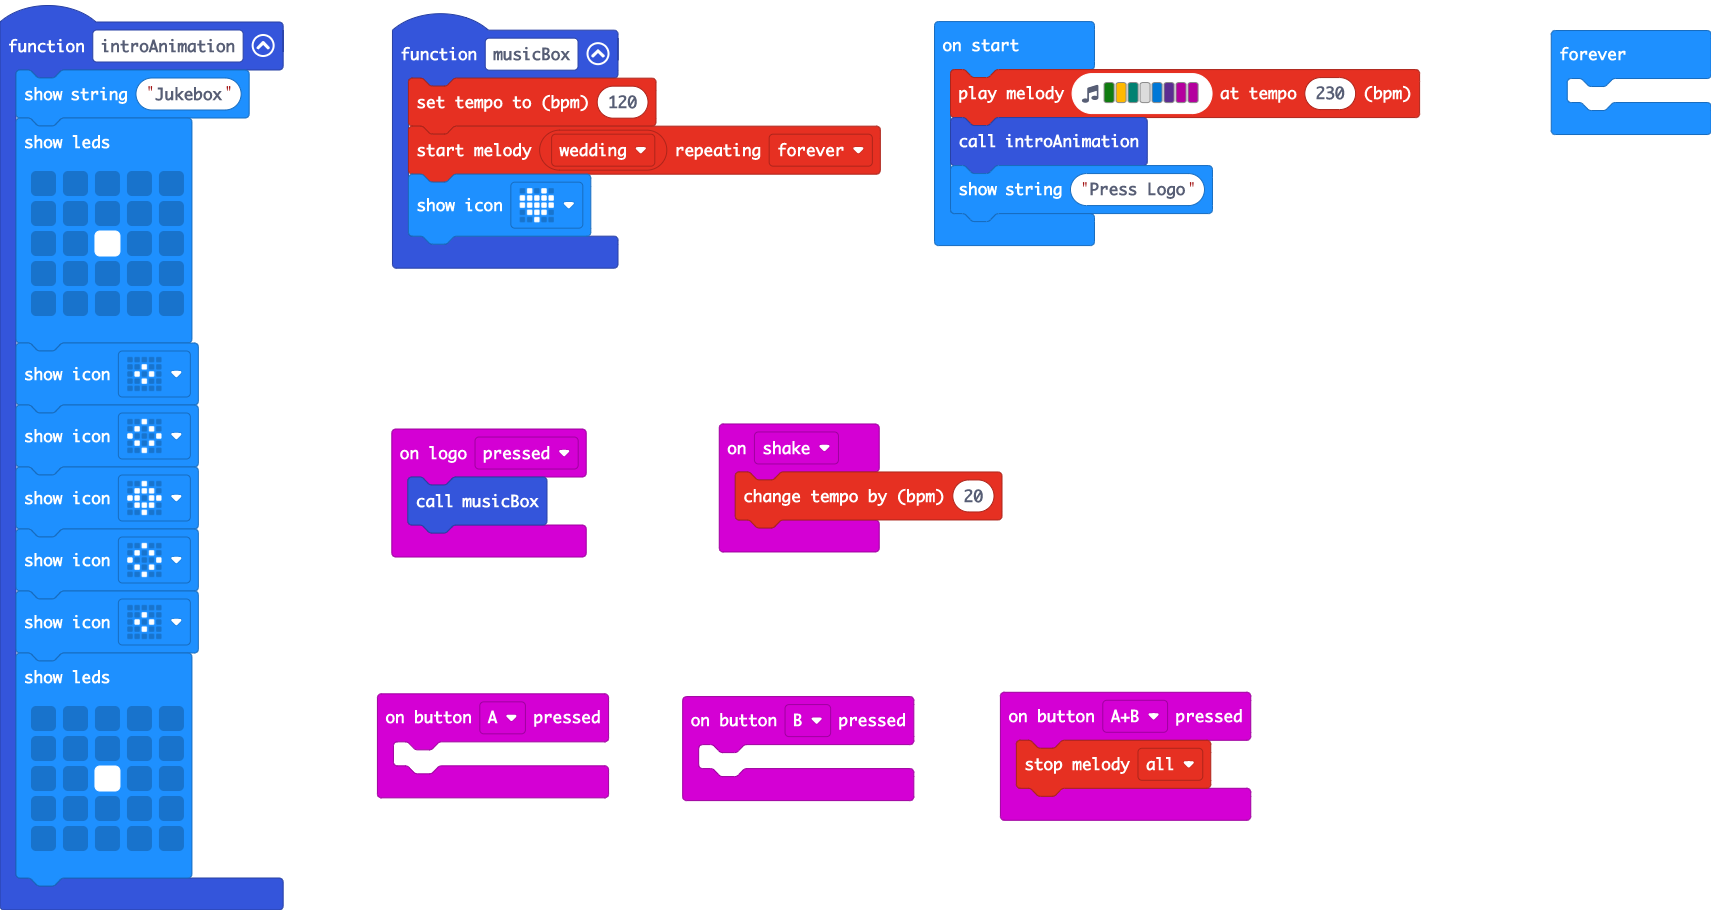 function introAnimation
show string "Jukebox"
show leds
show icon
show icon
show icon
show icon
show icon
show leds
function musicBox
set tempo to (bpm) 120
start melody wedding repeating forever
show icon
on start
play melody at tempo 230 (bpm)
call introAnimation
show string "Press Logo"
forever
on logo pressed
call musicBox
on shake
change tempo by (bpm) 20
on button A pressed
on button B pressed
on button A+B pressed
stop melody all